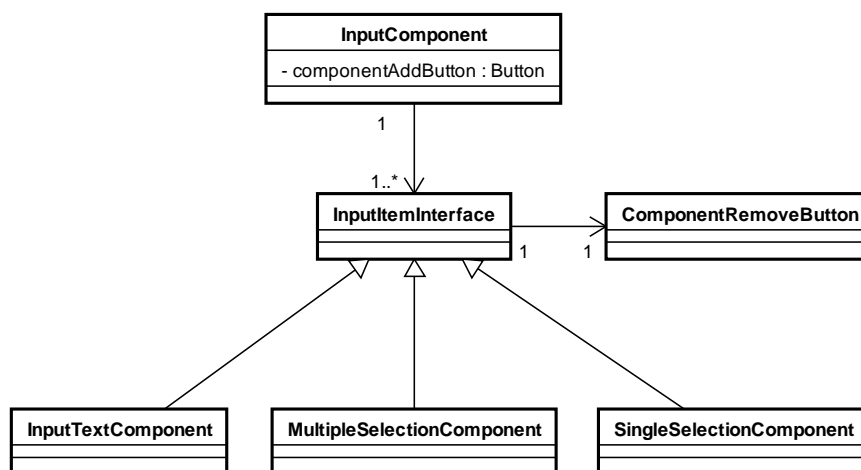 InputComponent
- componentAddButton : Button
1
1..*
InputItemInterface
ComponentRemoveButton
1
1
InputTextComponent
MultipleSelectionComponent
SingleSelectionComponent